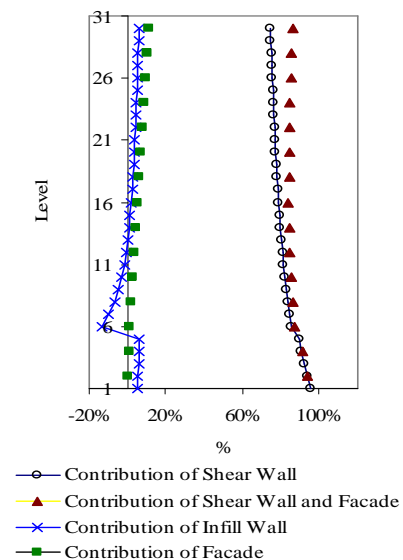 31
26
21
16
11
6
1
Level
-20% 20% 60% 100%
%
Contribution of Shear Wall
Contribution of Shear Wall and Facade
Contribution of Infill Wall
Contribution of Facade